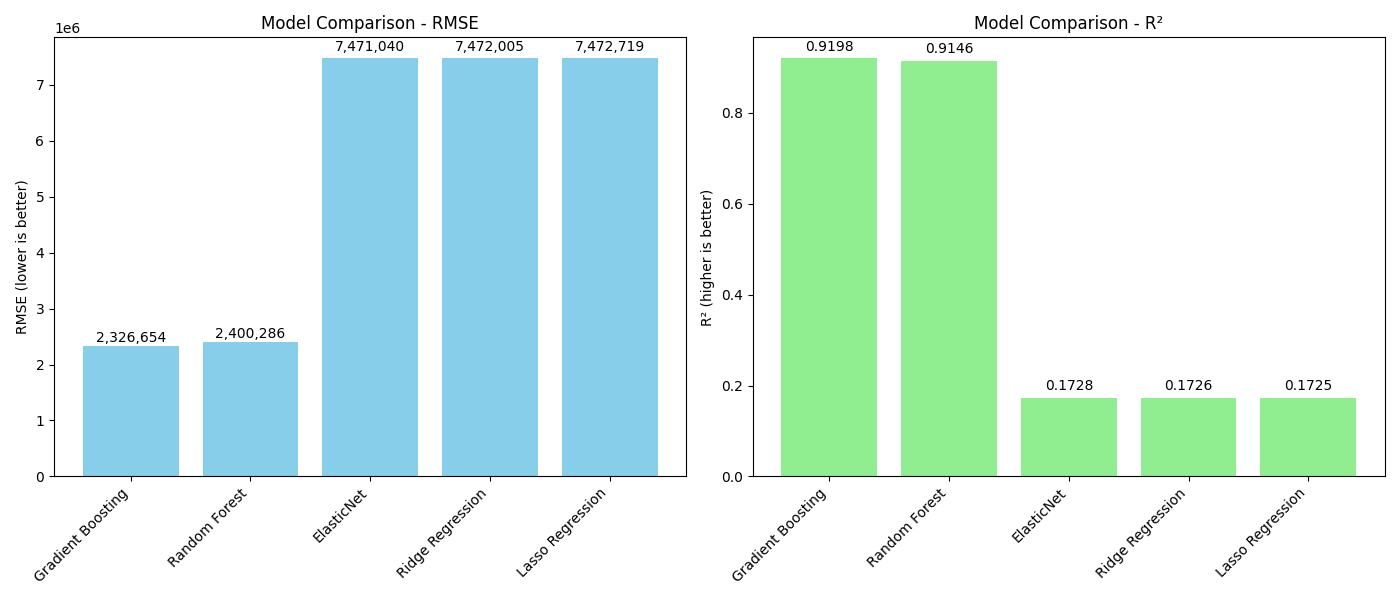 Model Comparison - RMSE
1e6
7,471,040 7,472,005 7,472,719
7
6
5
4
3
2,326,654 2,400,286
2
1
0
RMSE (lower is better)
Gradient Boosting
Random Forest
ElasticNet
Ridge Regression
Lasso Regression
Model Comparison - R²
0.9198 0.9146
0.8
0.6
0.4
0.2
0.1728 0.1726 0.1725
0.0
R² (higher is better)
Gradient Boosting
Random Forest
ElasticNet
Ridge Regression
Lasso Regression